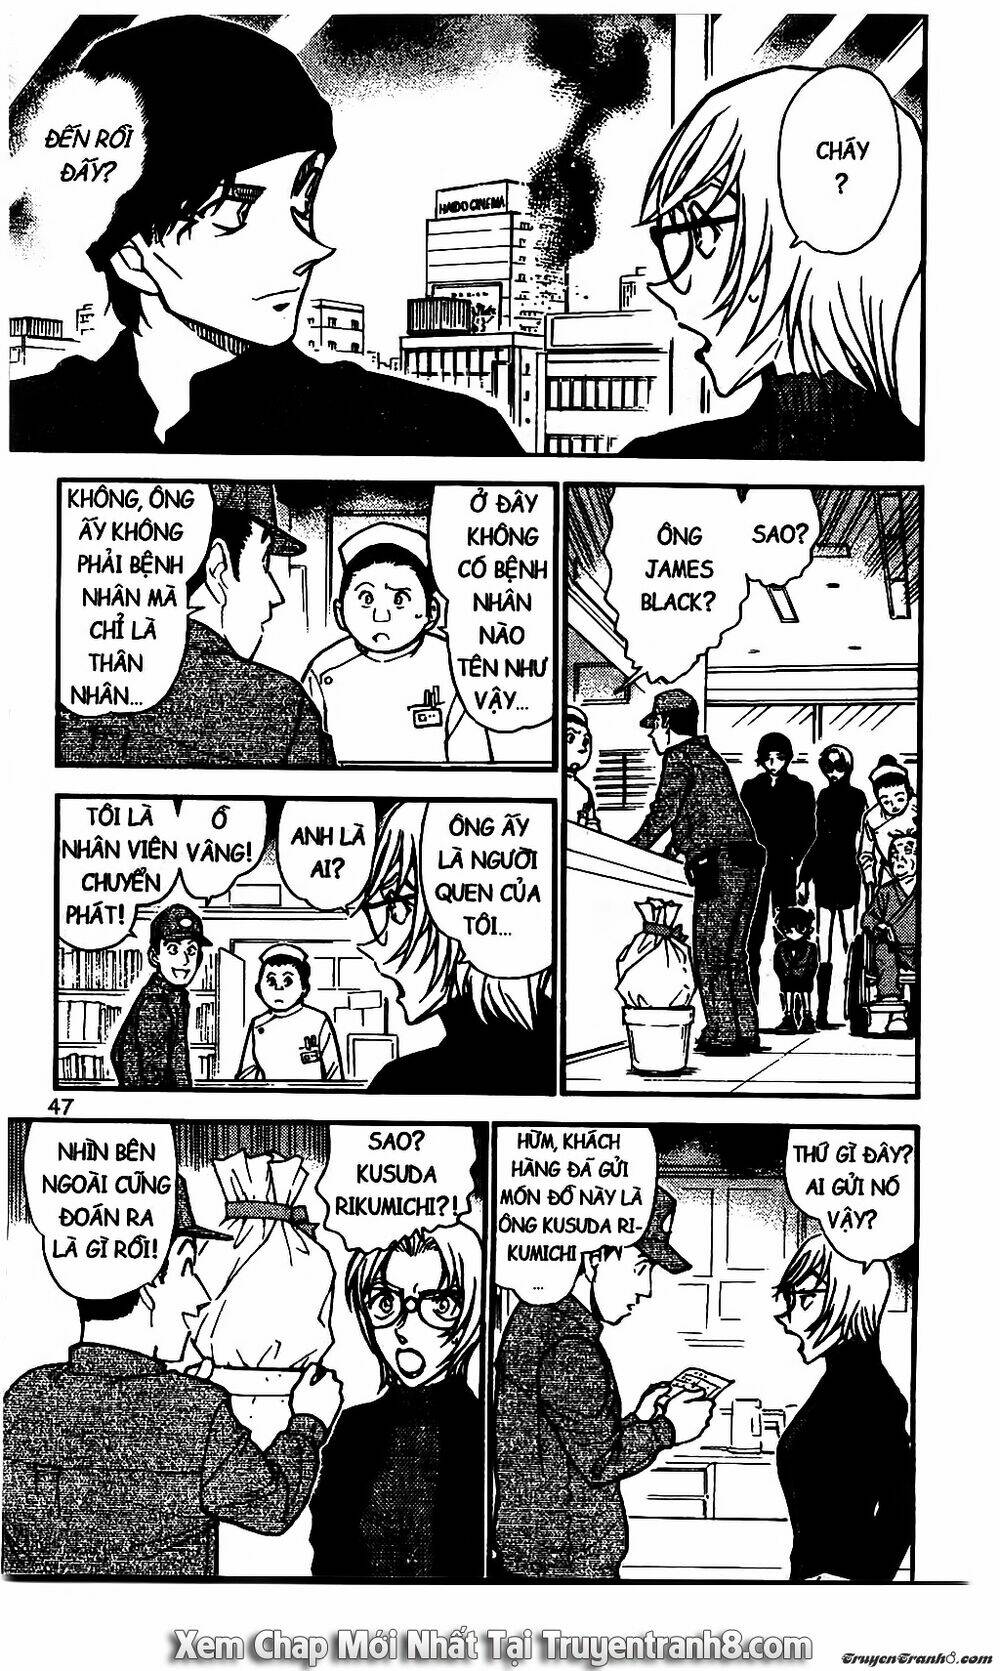 CHÁY
?
ĐẾN RỒI
ĐẤY?
HAIDO CINEMA
SAO?
ÔNG
JAMES
BLACK?
Ở ĐÂY
KHÔNG
CÓ BỆNH
NHÂN
NÀO
TÊN NHƯ
VẬY...
KHÔNG, ÔNG
ẤY KHÔNG
PHẢI BỆNH
NHÂN MÀ
CHỈ LÀ
THÂN
NHÂN...
ÔNG ẤY
LÀ NGƯỜI
QUEN CỦA
TÔI...
ANH LÀ
AI?
Ồ
VÂNG!
TÔI LÀ
NHÂN VIÊN
CHUYỂN
PHÁT!
47
THỨ GÌ ĐÂY?
AI GỬI NÓ
VẬY?
HỪM, KHÁCH
HÀNG ĐÃ GỬI
MÓN ĐỒ NÀY LÀ
ÔNG KUSUDA RI-
KUMICHI
...
SAO?
KUSUDA
RIKUMICHI?!
NHÌN BÊN
NGOÀI CŨNG
ĐOÁN RA
LÀ GÌ RỒI!
Xem Chap Mới Nhất Tại Truyentranh8.com
TruyenTranh8.com